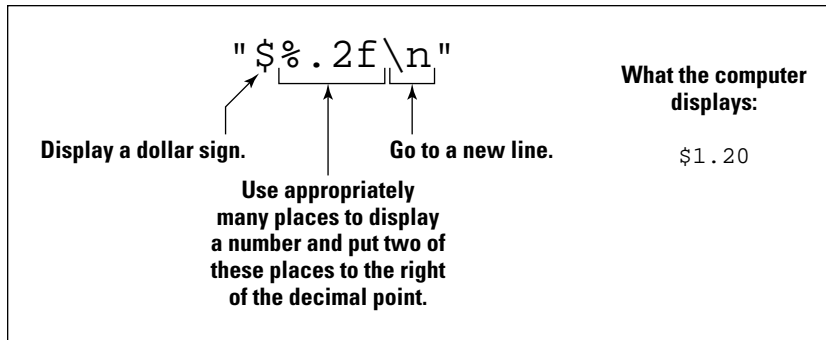 "$%.2f\n"
Display a dollar sign.
Go to a new line.
Use appropriately
many places to display
a number and put two of
these places to the right
of the decimal point.
What the computer
displays:
$1.20